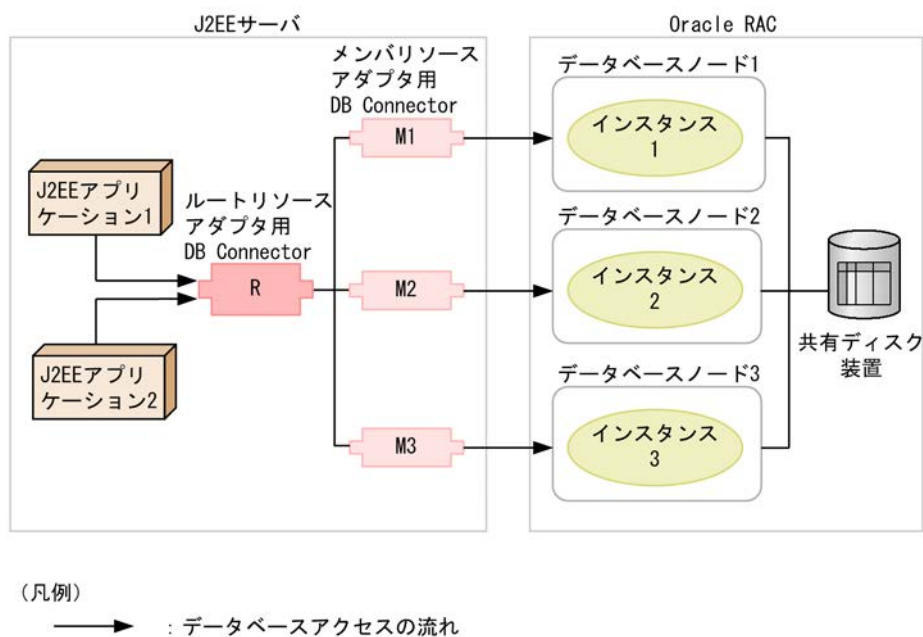 J2EEサーバ
Oracle RAC
メンバリソース
アダプタ用
DB Connector
M1
データベースノード1
インスタンス
1
J2EEアプリ
ケーション1
ルートリソース
アダプタ用
DB Connector
R
M2
データベースノード2
インスタンス
2
共有ディスク
装置
J2EEアプリ
ケーション2
M3
データベースノード3
インスタンス
3
(凡例)
：データベースアクセスの流れ